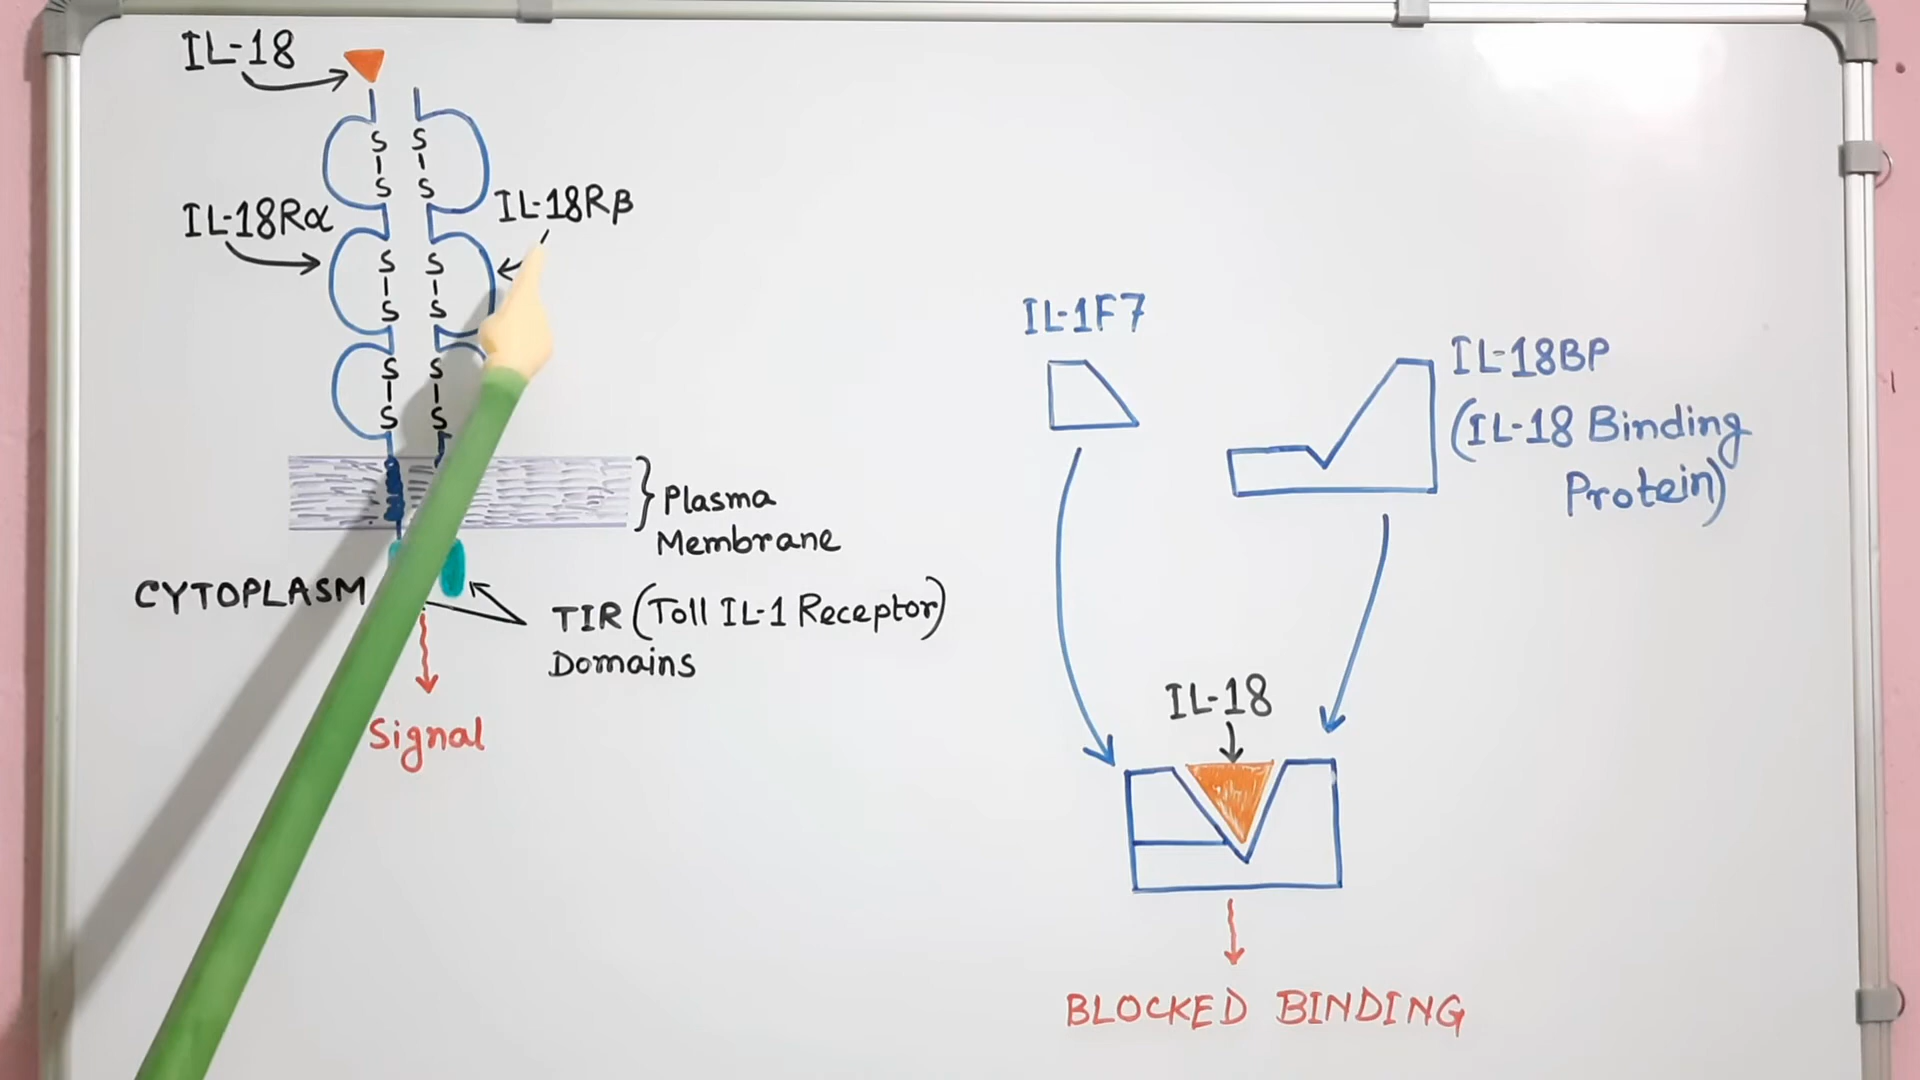 IL-18
S S
S S
IL-18Rα
IL-18Rβ
S S
S S
S S
S S
Plasma
Membrane
CYTOPLASM
TIR (Toll IL-1 Receptor)
Domains
Signal
IL-1F7
IL-18BP
(IL-18 Binding
Protein)
IL-18
BLOCKED BINDING